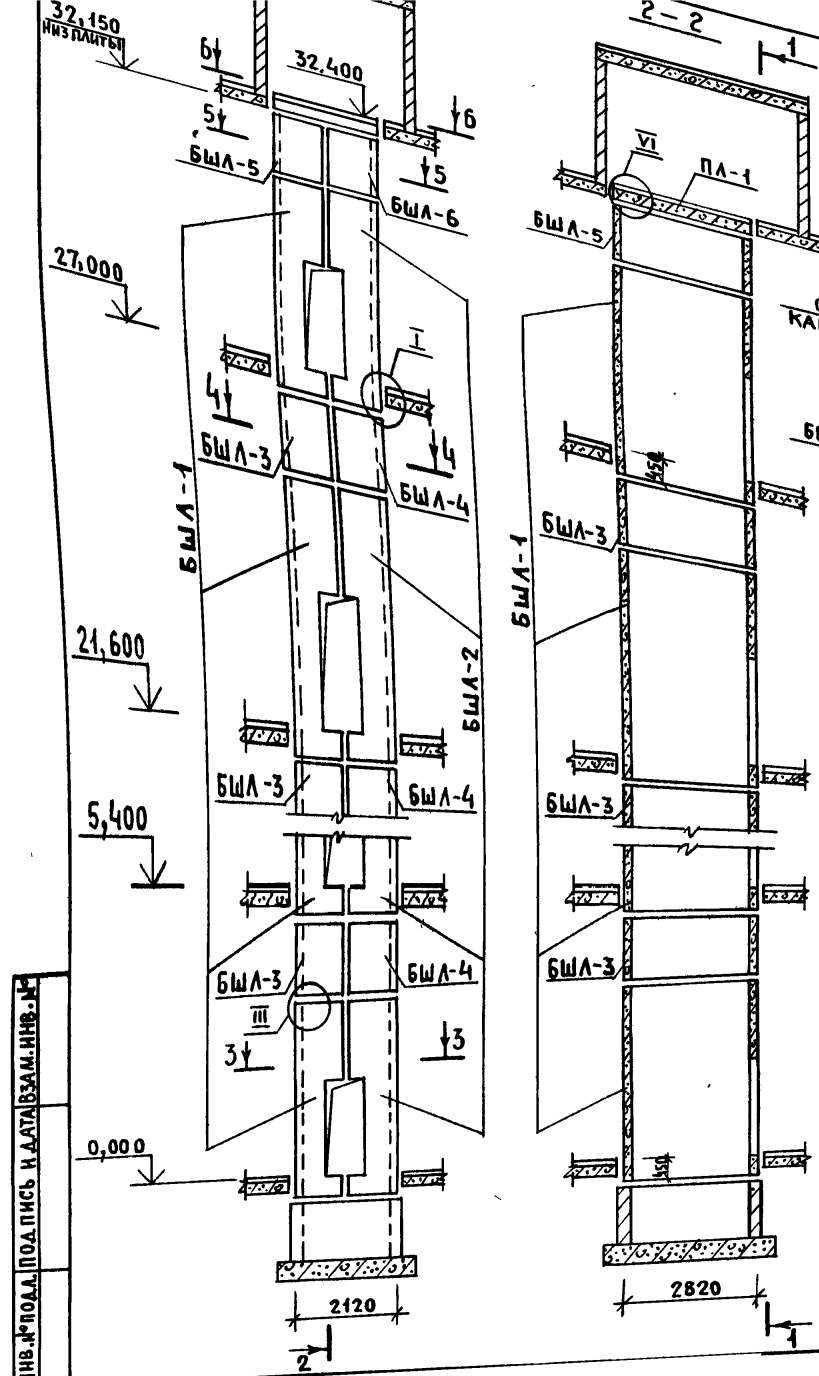 32,150
НИЗ ПЛИТЫ
6
32.400
6
5
5
БШЛ-5
БШЛ-6
27,000
I
4
4
БШЛ-3
БШЛ-4
БШЛ-1
21,600
БШЛ-2
БШЛ-3
БШЛ-4
5,400
БШЛ-3
БШЛ-4
III
3
3
0,000
2120
2
2-2
1
VI
ПЛ-1
БШЛ-5
КА
450
БШЛ-3
БШЛ-1
БШЛ-3
БШЛ-3
450
2820
1
ИНВ.№ПОДЛ. ПОДПИСЬ И ДАТА ВЗАМ.ИНВ.№